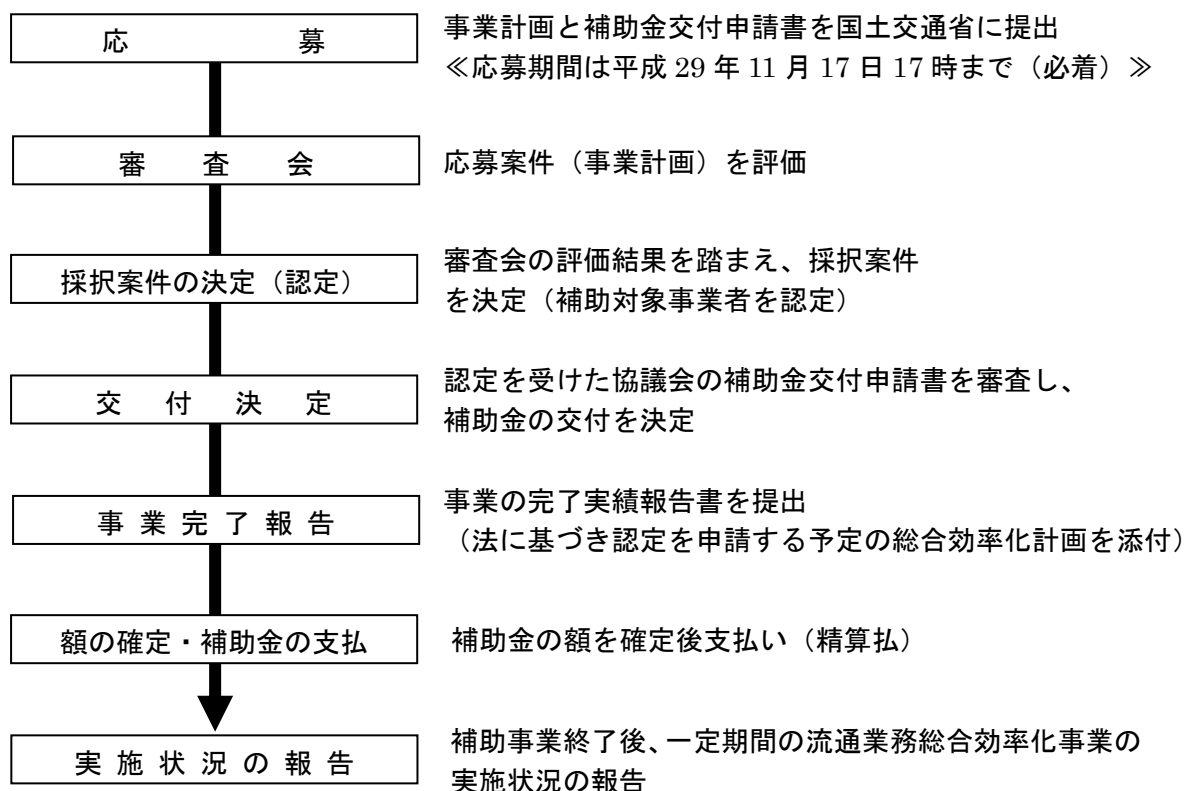 応募
事業計画と補助金交付申請書を国土交通省に提出
≪応募期間は平成 29 年 11 月 17 日 17 時まで（必着）≫
審査会
応募案件（事業計画）を評価
採択案件の決定（認定）
審査会の評価結果を踏まえ、採択案件
を決定（補助対象事業者を認定）
交付決定
認定を受けた協議会の補助金交付申請書を審査し、
補助金の交付を決定
事業完了報告
事業の完了実績報告書を提出
（法に基づき認定を申請する予定の総合効率化計画を添付）
額の確定・補助金の支払
補助金の額を確定後支払い（精算払）
実施状況の報告
補助事業終了後、一定期間の流通業務総合効率化事業の
実施状況の報告